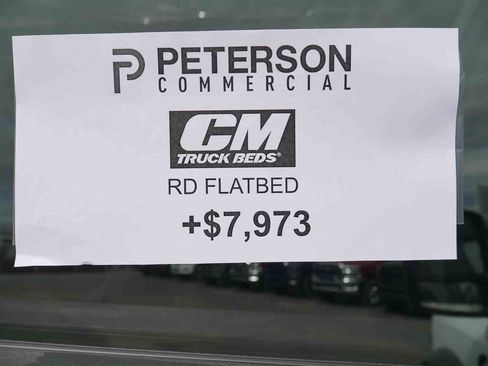 PETERSON
COMMERCIAL
CM
TRUCK BEDS®
RD FLATBED
+$7,973